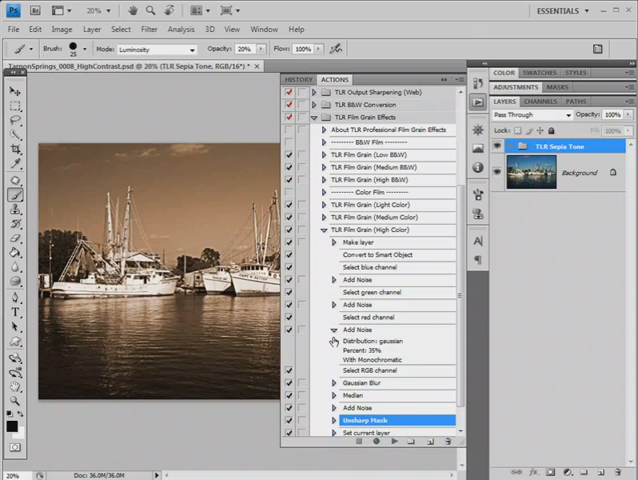 Ps 20% ESSENTIALS
File Edit Image Layer Select Filter Analysis 3D View Window Help
Brush: 25 Mode: Luminosity Opacity: 20% Flow: 100%
TarponSprings_0008_HighContrast.psd @ 20% (TLR Sepia Tone, RGB/16*) *
HISTORY ACTIONS
TLR Output Sharpening (Web)
TLR B&W Conversion
TLR Film Grain Effects
About TLR Professional Film Grain Effects
--------- B&W Film ---------
TLR Film Grain (Low B&W)
TLR Film Grain (Medium B&W)
TLR Film Grain (High B&W)
--------- Color Film ---------
TLR Film Grain (Light Color)
TLR Film Grain (Medium Color)
TLR Film Grain (High Color)
Make layer
Convert to Smart Object
Select blue channel
Add Noise
Select green channel
Add Noise
Select red channel
Add Noise
Distribution: gaussian
Percent: 35%
With Monochromatic
Select RGB channel
Gaussian Blur
Median
Add Noise
Unsharp Mask
Set current layer
COLOR SWATCHES STYLES
ADJUSTMENTS MASKS
LAYERS CHANNELS PATHS
Pass Through Opacity: 100%
Lock: Fill: 100%
TLR Sepia Tone
Background
20% Doc: 36.0M/36.0M